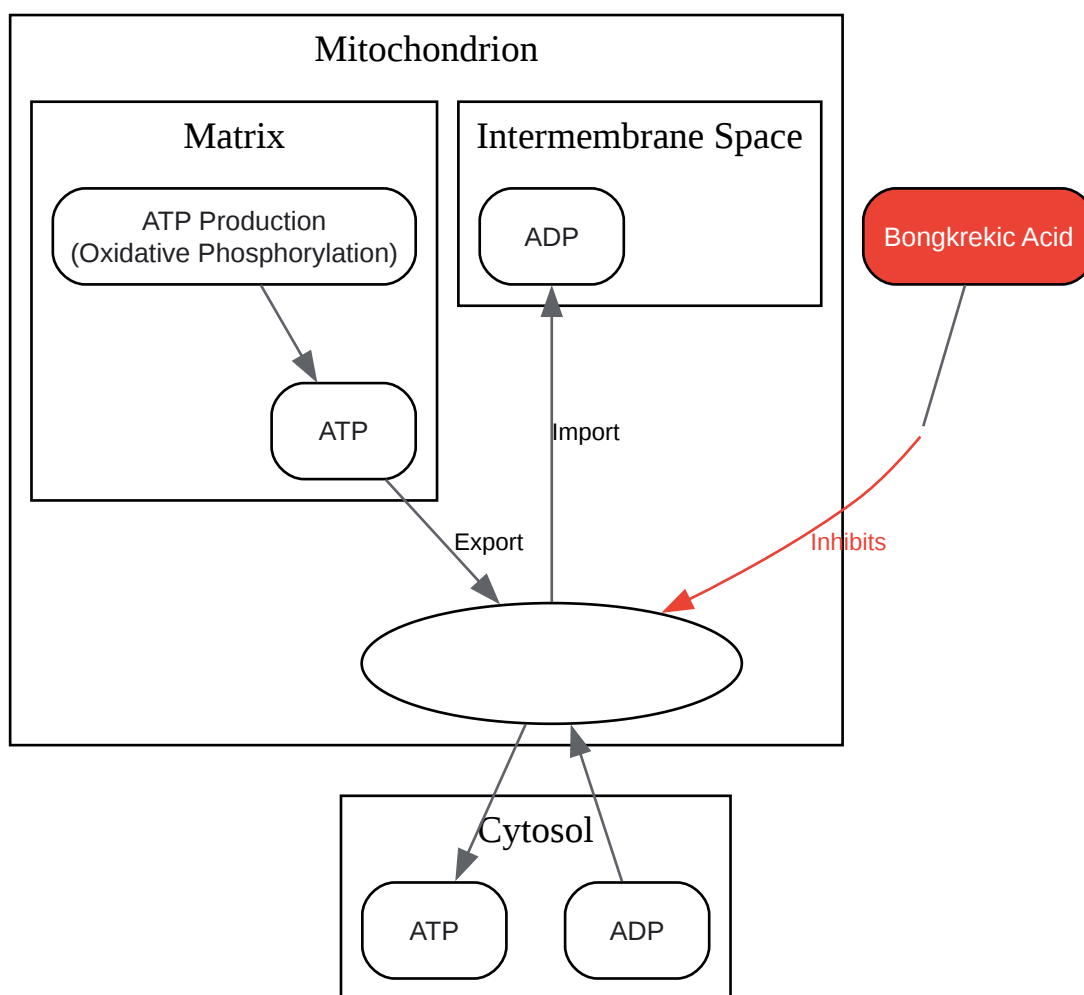 Mitochondrion
Matrix
Intermembrane Space
ATP Production
(Oxidative Phosphorylation)
ADP
Bongkrekic Acid
ATP
Import
Export
Inhibits
Cytosol
ATP
ADP